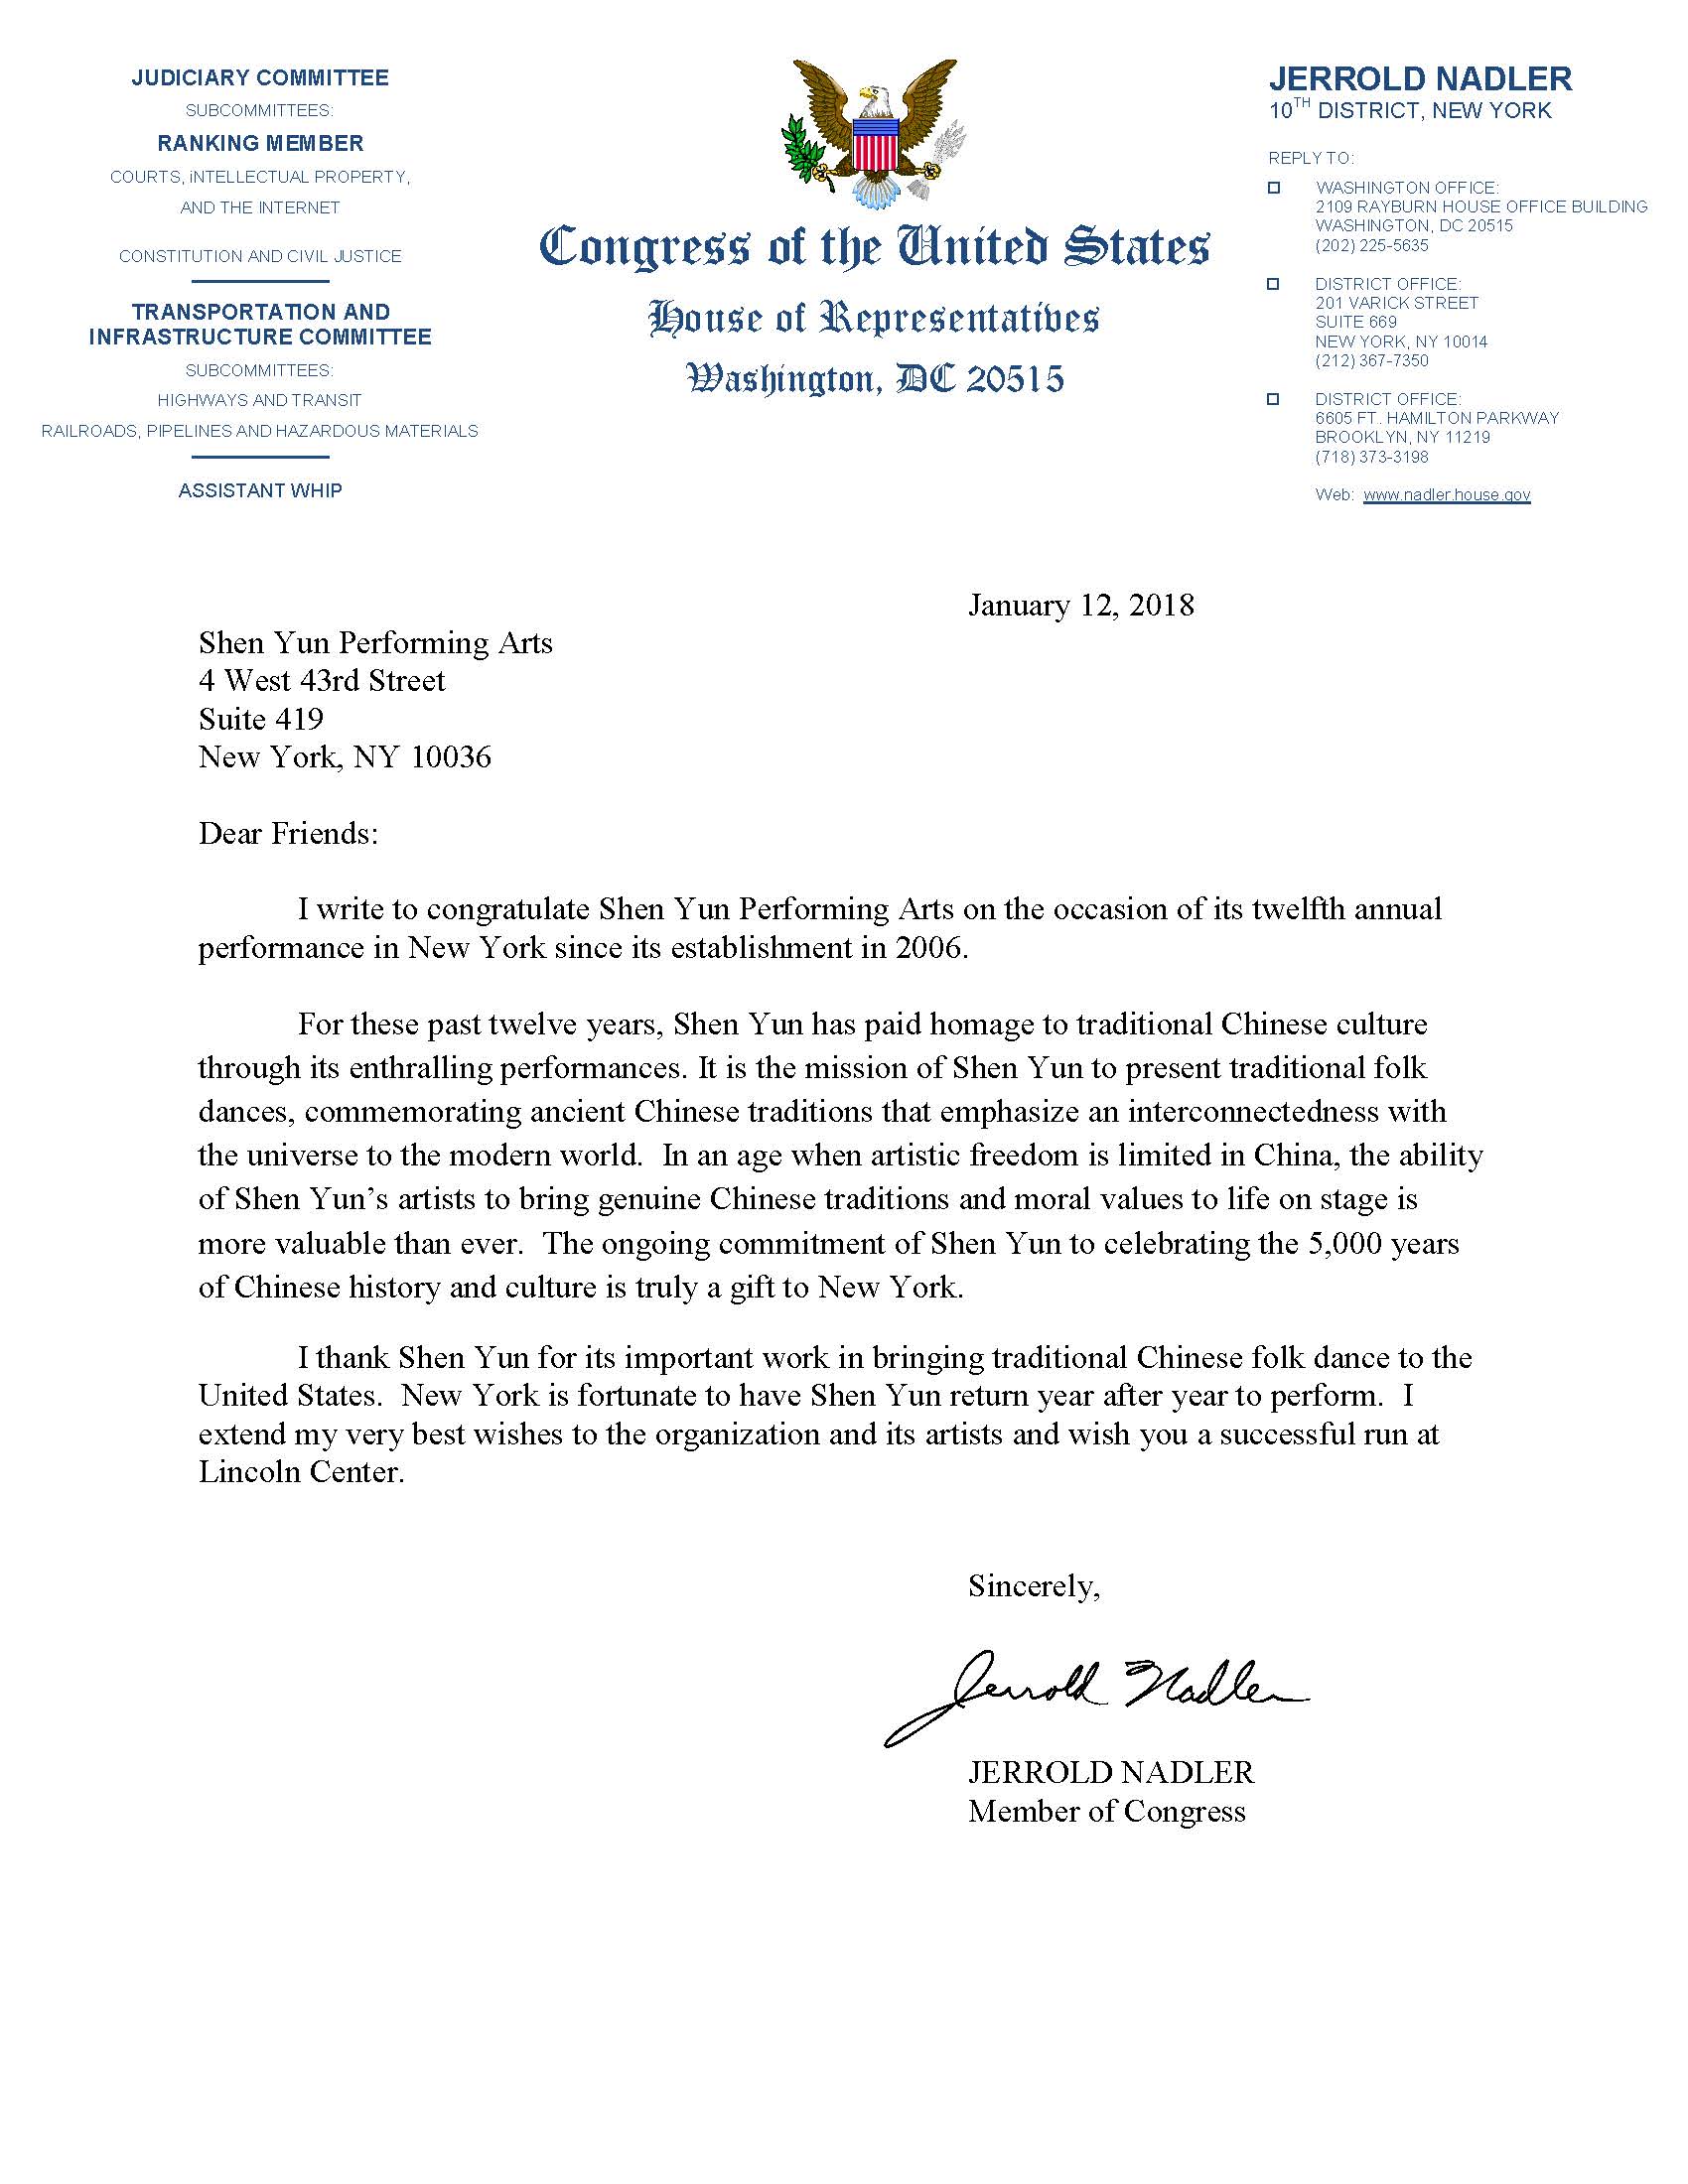 JUDICIARY COMMITTEE
SUBCOMMITTEES:
RANKING MEMBER
COURTS, iNTELLECTUAL PROPERTY,
AND THE INTERNET
CONSTITUTION AND CIVIL JUSTICE
TRANSPORTATION AND
INFRASTRUCTURE COMMITTEE
SUBCOMMITTEES:
HIGHWAYS AND TRANSIT
RAILROADS, PIPELINES AND HAZARDOUS MATERIALS
ASSISTANT WHIP
Congress of the United States
House of Representatives
Washington, DC 20515
JERROLD NADLER
10TH DISTRICT, NEW YORK
REPLY TO:
WASHINGTON OFFICE:
2109 RAYBURN HOUSE OFFICE BUILDING
WASHINGTON, DC 20515
(202) 225-5635
DISTRICT OFFICE:
201 VARICK STREET
SUITE 669
NEW YORK, NY 10014
(212) 367-7350
DISTRICT OFFICE:
6605 FT. HAMILTON PARKWAY
BROOKLYN, NY 11219
(718) 373-3198
Web: www.nadler.house.gov
January 12, 2018
Shen Yun Performing Arts
4 West 43rd Street
Suite 419
New York, NY 10036
Dear Friends:
I write to congratulate Shen Yun Performing Arts on the occasion of its twelfth annual
performance in New York since its establishment in 2006.
For these past twelve years, Shen Yun has paid homage to traditional Chinese culture
through its enthralling performances. It is the mission of Shen Yun to present traditional folk
dances, commemorating ancient Chinese traditions that emphasize an interconnectedness with
the universe to the modern world.  In an age when artistic freedom is limited in China, the ability
of Shen Yun’s artists to bring genuine Chinese traditions and moral values to life on stage is
more valuable than ever.  The ongoing commitment of Shen Yun to celebrating the 5,000 years
of Chinese history and culture is truly a gift to New York.
I thank Shen Yun for its important work in bringing traditional Chinese folk dance to the
United States.  New York is fortunate to have Shen Yun return year after year to perform.  I
extend my very best wishes to the organization and its artists and wish you a successful run at
Lincoln Center.
Sincerely,
Jerrold Nadler
JERROLD NADLER
Member of Congress